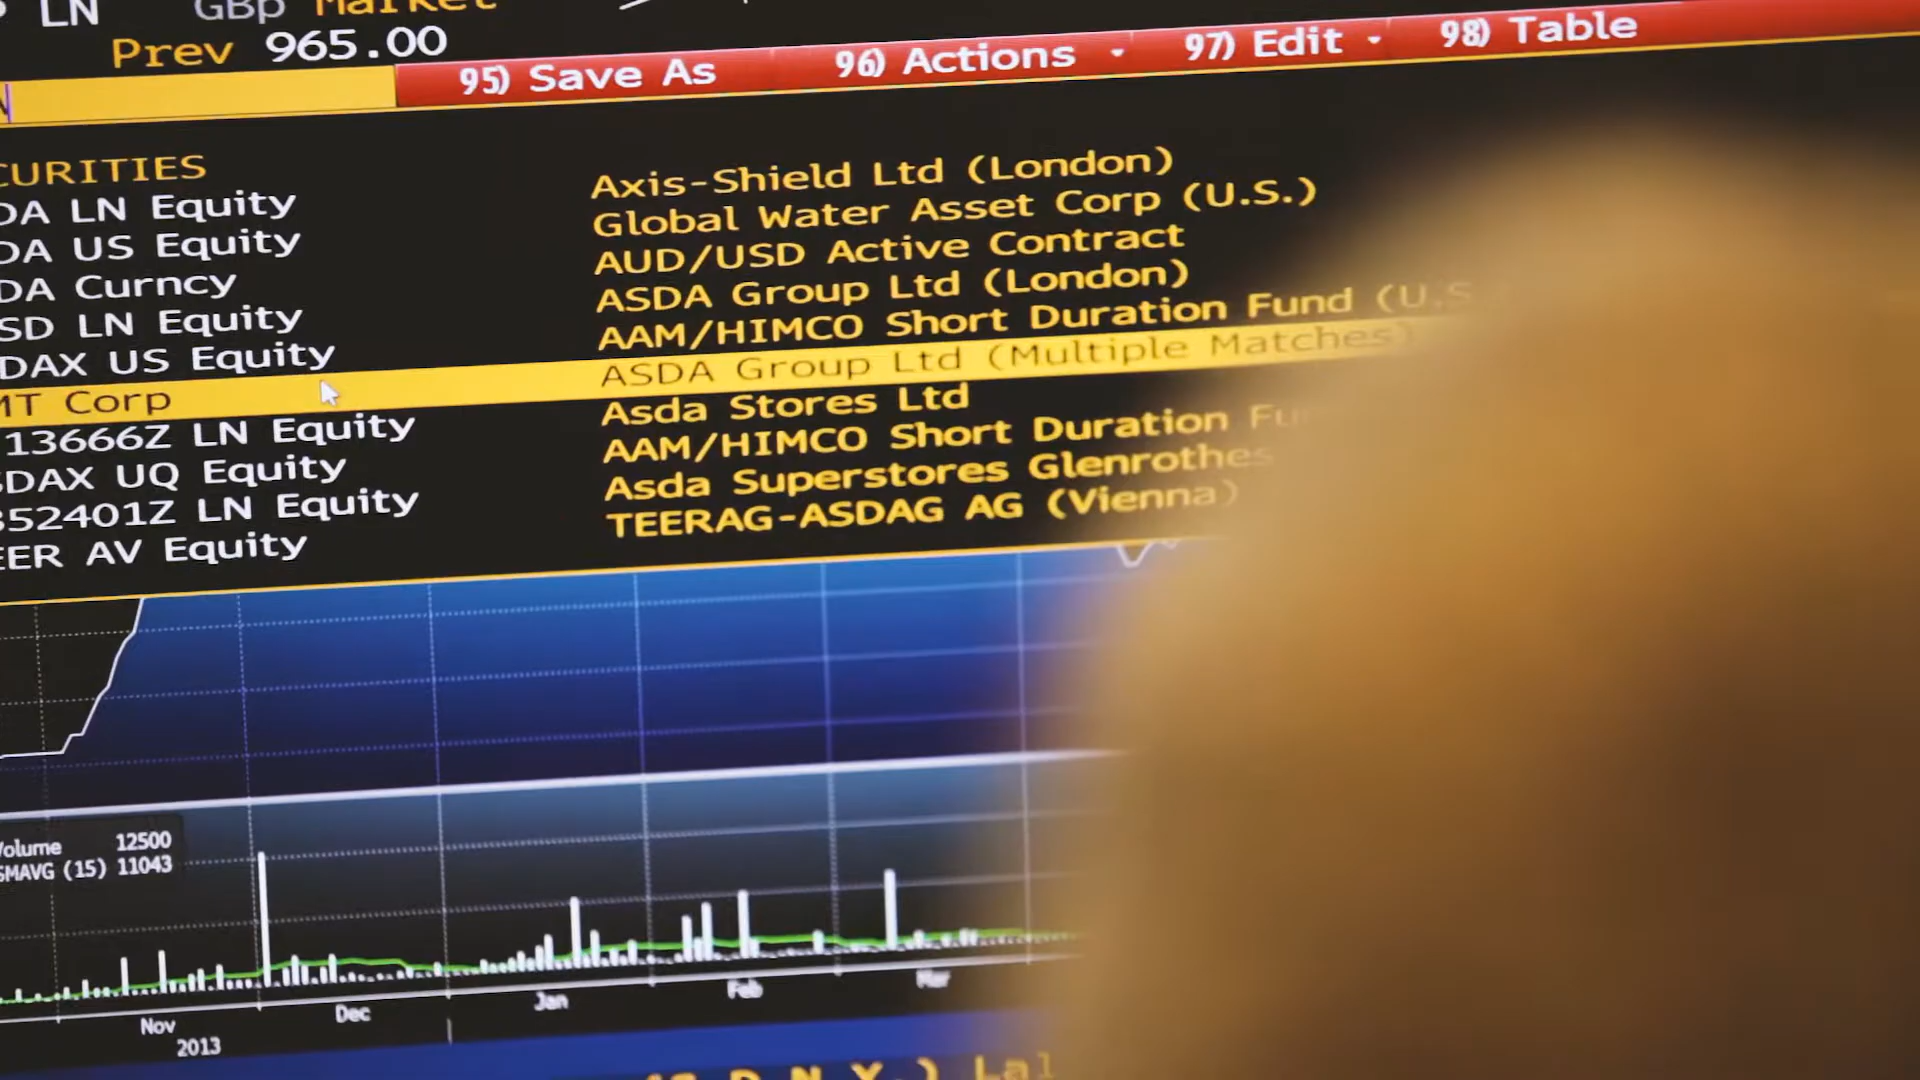 LN GBp Market
Prev 965.00
95) Save As 96) Actions 97) Edit 98) Table
CURITIES
DA LN Equity Axis-Shield Ltd (London)
DA US Equity Global Water Asset Corp (U.S.)
DA Curncy AUD/USD Active Contract
SD LN Equity ASDA Group Ltd (London)
DAX US Equity AAM/HIMCO Short Duration Fund (U.S.
MT Corp ASDA Group Ltd (Multiple Matches)
13666Z LN Equity Asda Stores Ltd
DAX UQ Equity AAM/HIMCO Short Duration Fu
352401Z LN Equity Asda Superstores Glenrothes
EER AV Equity TEERAG-ASDAG AG (Vienna)
Volume 12500
SMAVG (15) 11043
Nov Dec Jan Feb Mar
2013